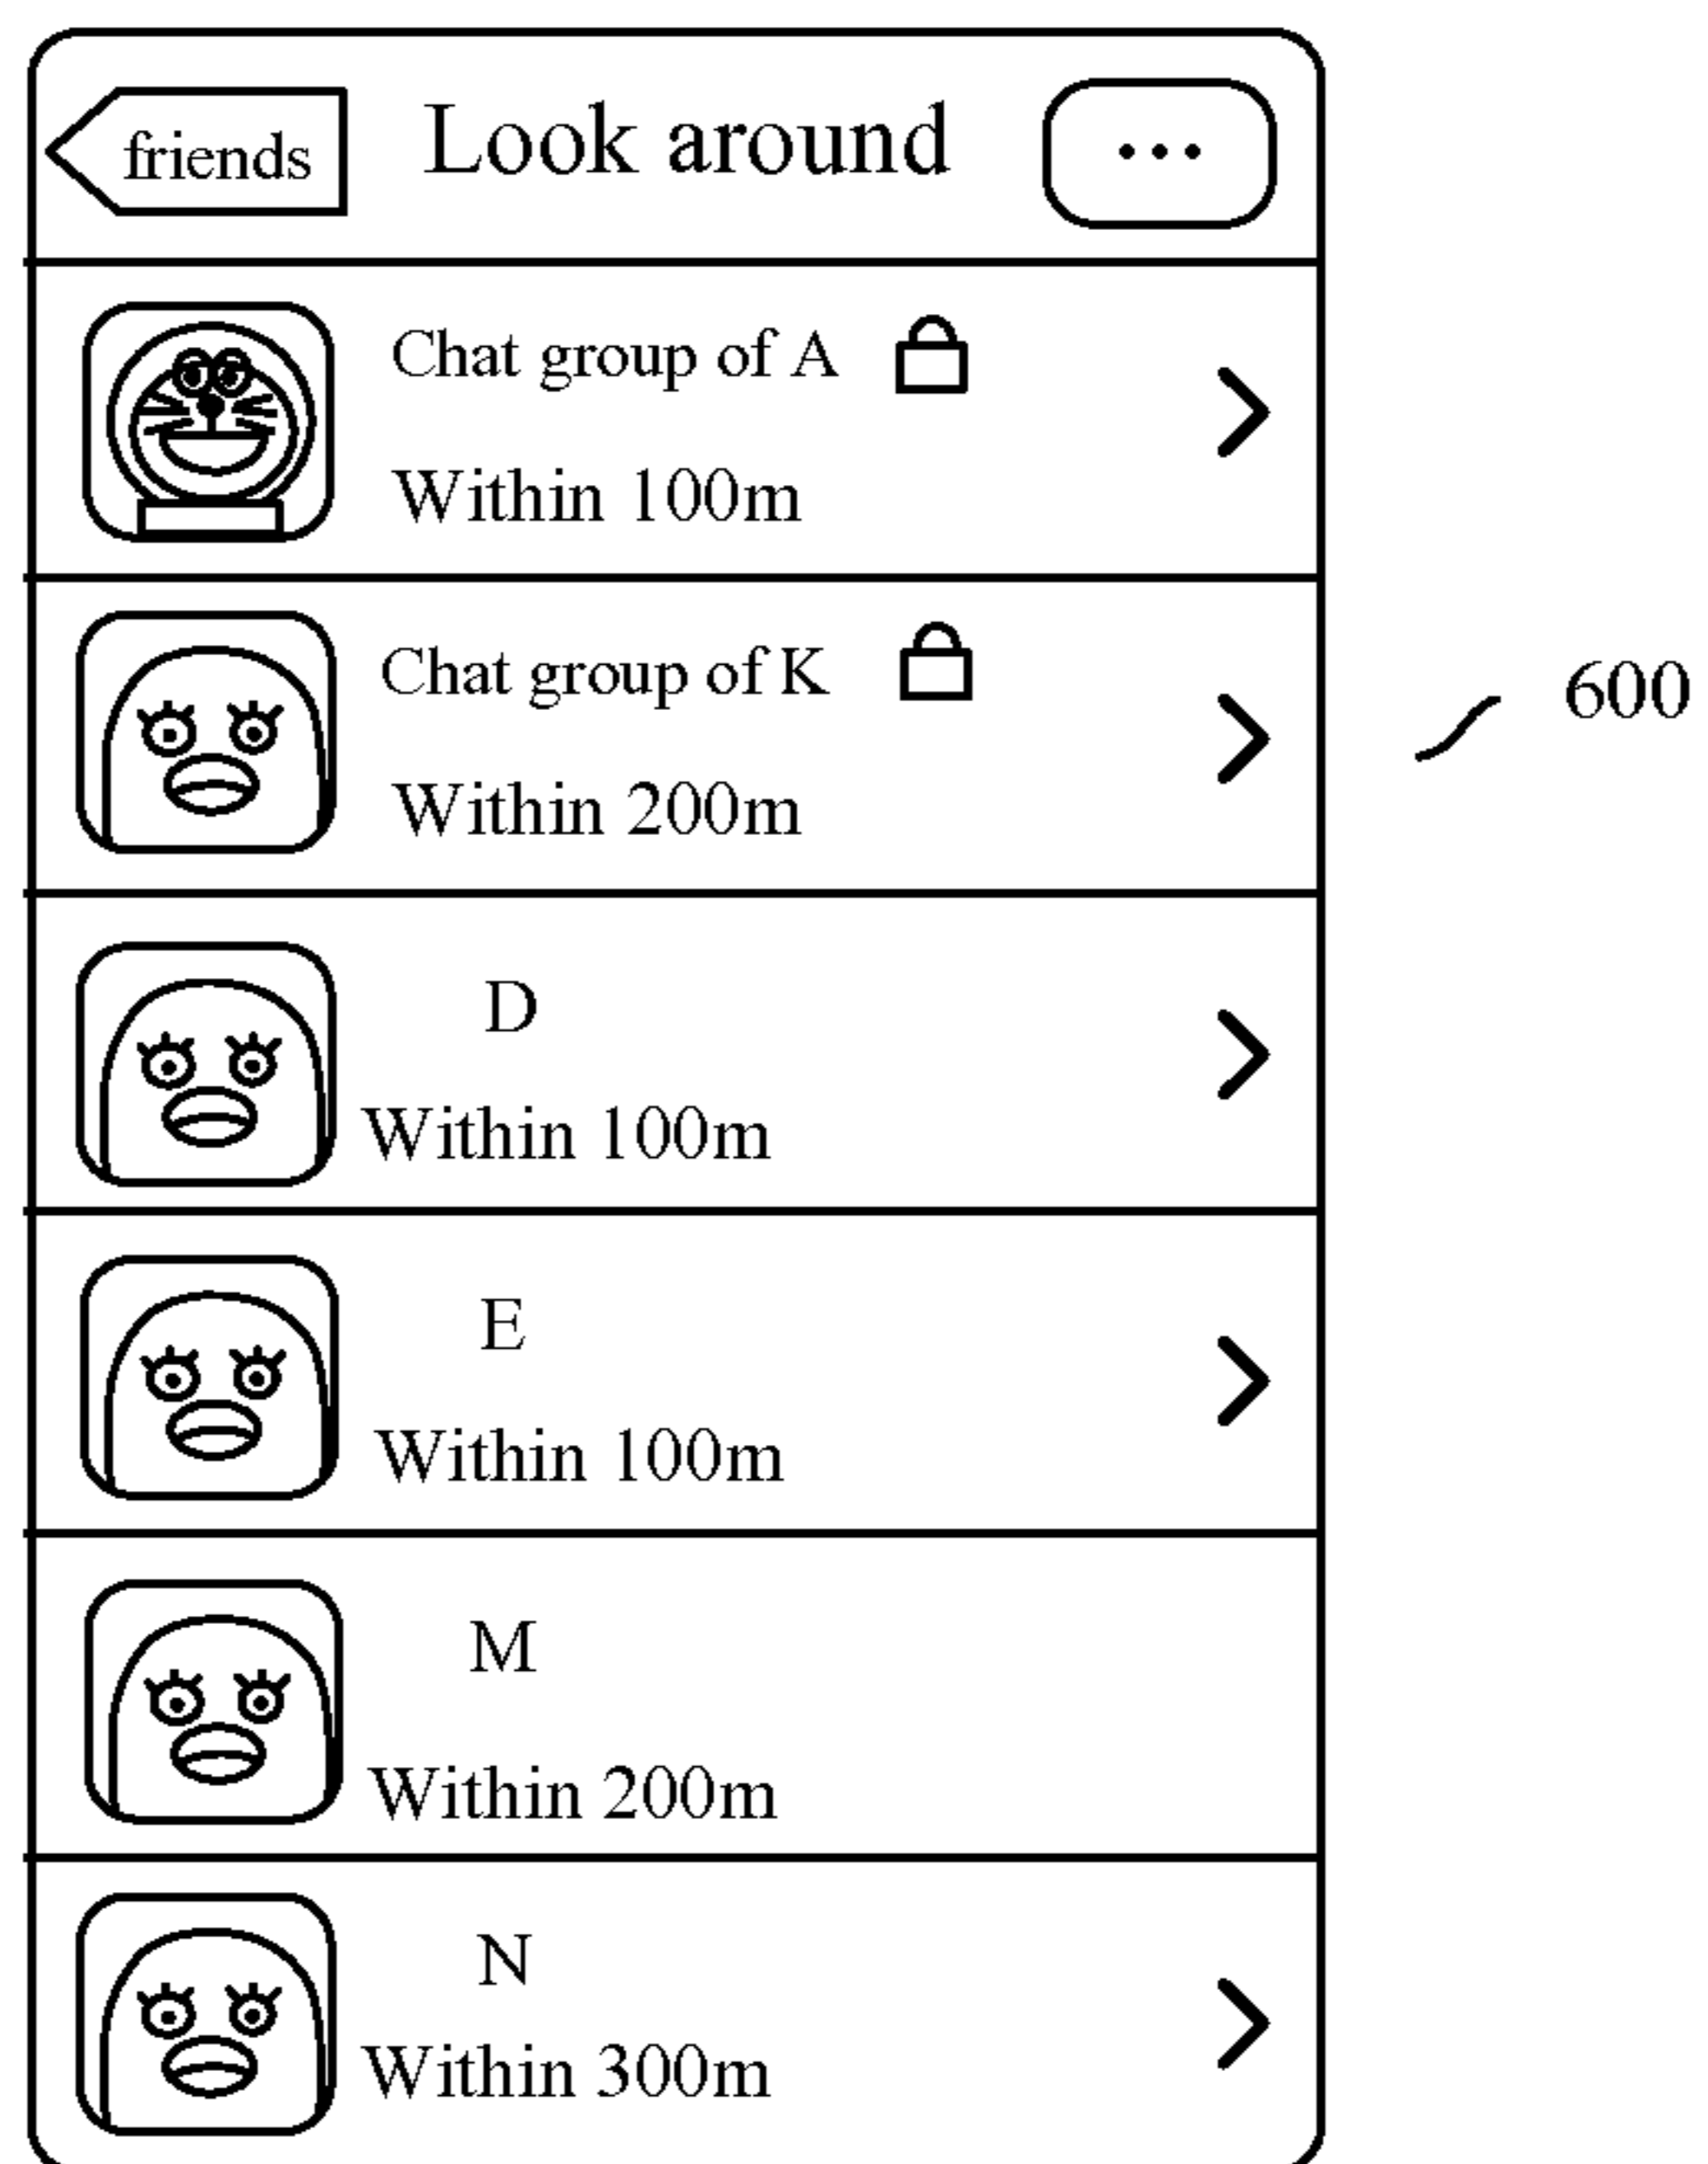 friends
Look around
...
Chat group of A
Within 100m
Chat group of K
Within 200m
600
D
Within 100m
E
Within 100m
M
Within 200m
N
Within 300m